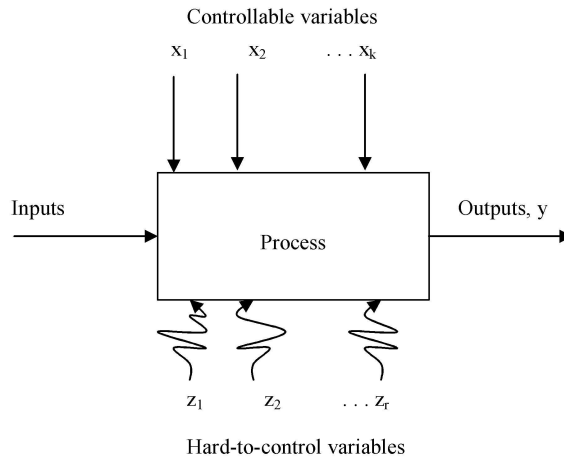 Controllable variables
x₁ x₂ . . . xₖ
Inputs
Outputs, y
Process
z₁ z₂ . . . zᵣ
Hard-to-control variables